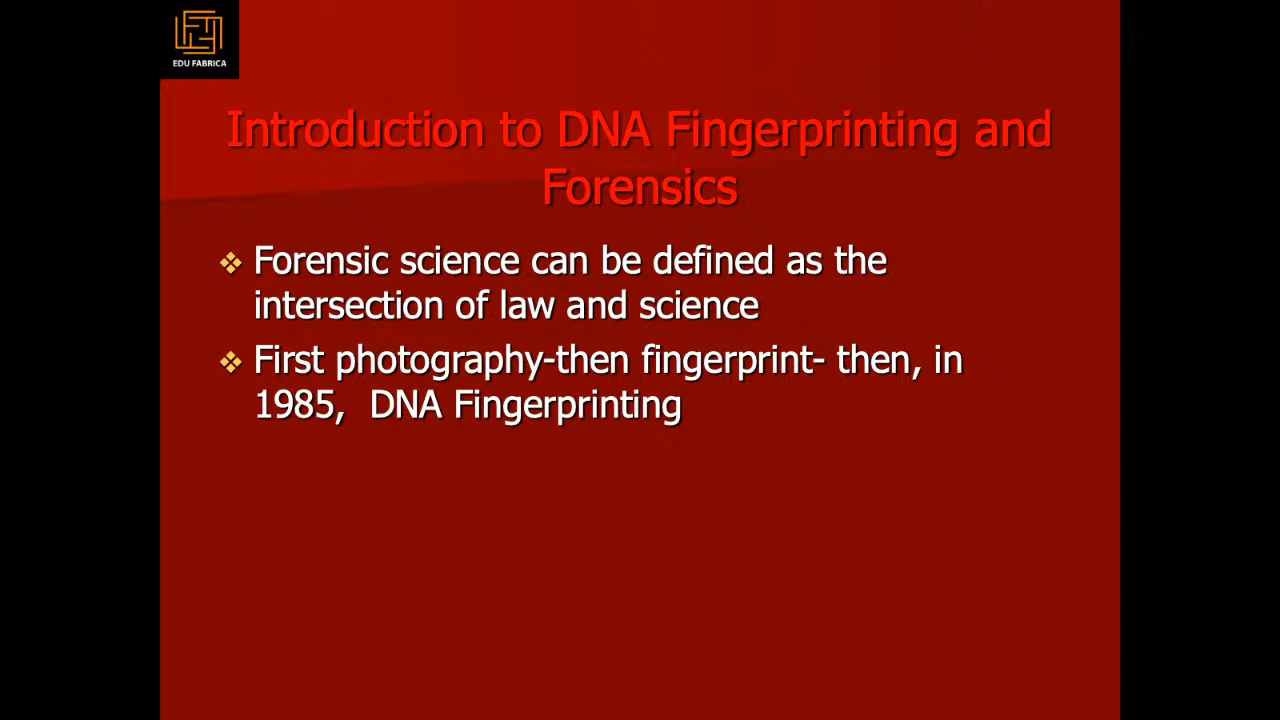 EDU FABRICA
Introduction to DNA Fingerprinting and
Forensics
❖ Forensic science can be defined as the
intersection of law and science
❖ First photography-then fingerprint- then, in
1985,  DNA Fingerprinting